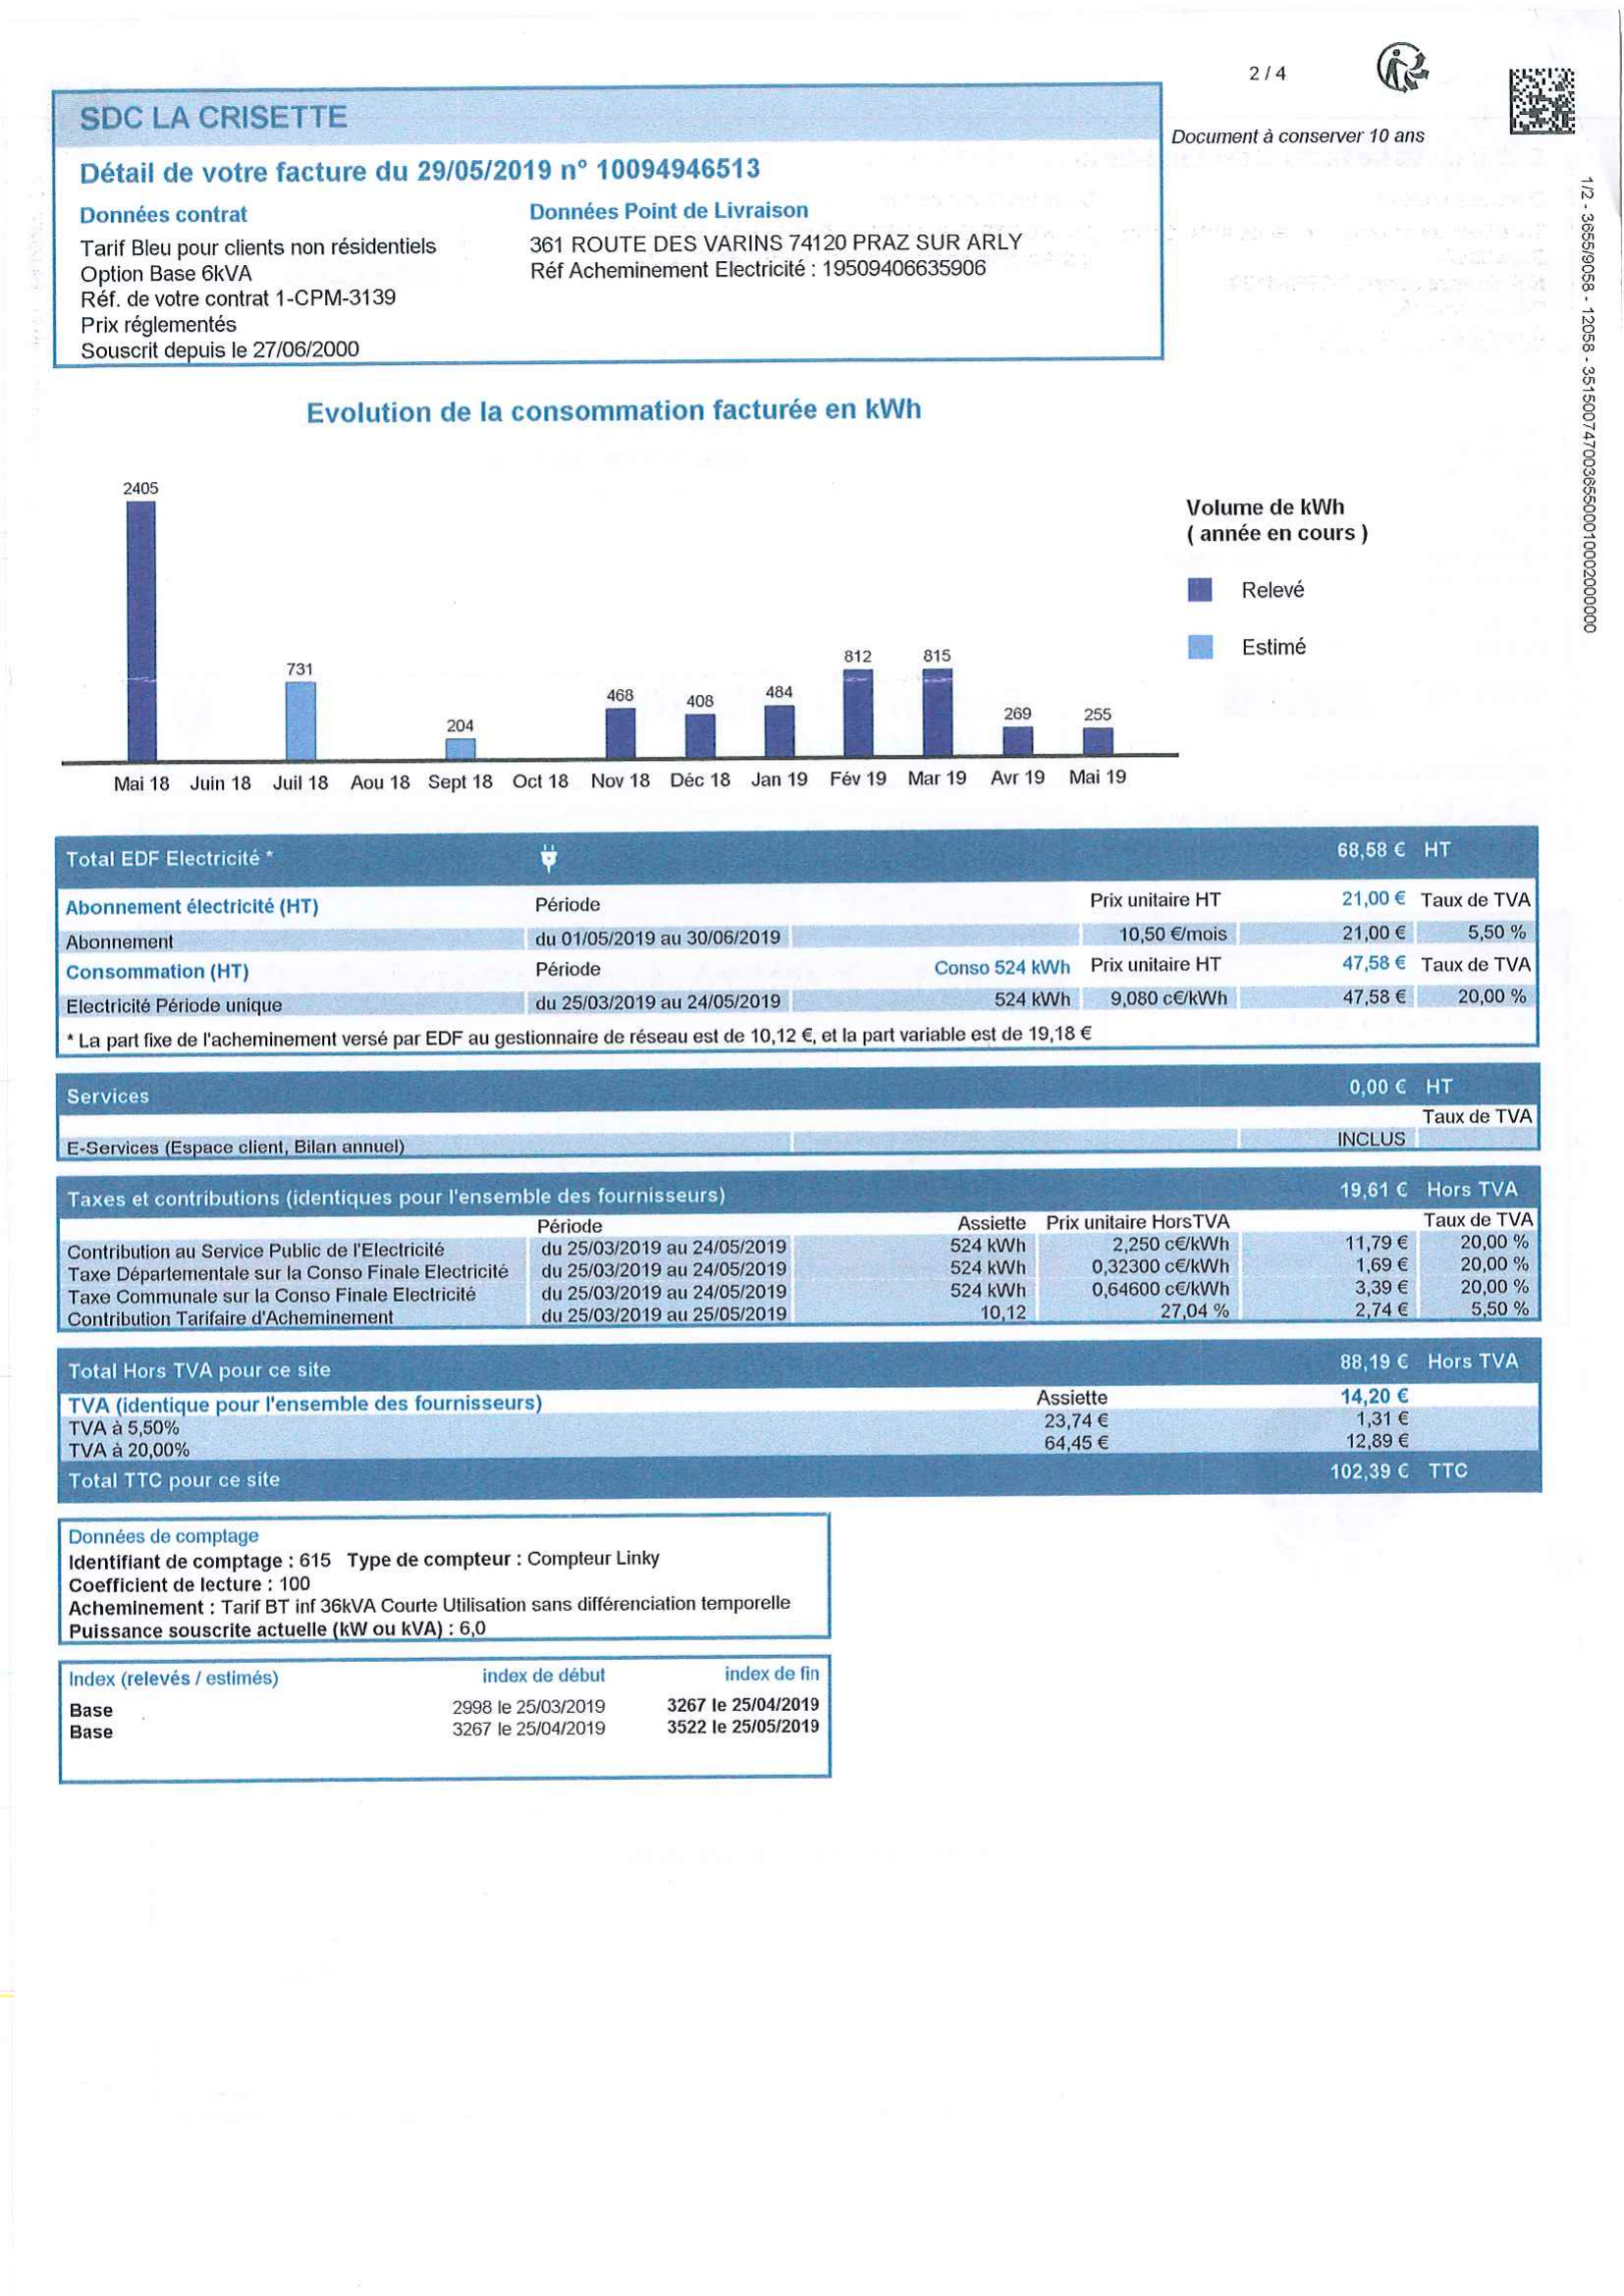 2 / 4
SDC LA CRISETTE
Document à conserver 10 ans
Détail de votre facture du 29/05/2019 n° 10094946513
Données contrat
Tarif Bleu pour clients non résidentiels
Option Base 6kVA
Réf. de votre contrat 1-CPM-3139
Prix réglementés
Souscrit depuis le 27/06/2000
Données Point de Livraison
361 ROUTE DES VARINS 74120 PRAZ SUR ARLY
Réf Acheminement Electricité : 19509406635906
Evolution de la consommation facturée en kWh
2405
731
204
468
408
484
812
815
269
255
Mai 18 Juin 18 Juil 18 Aou 18 Sept 18 Oct 18 Nov 18 Déc 18 Jan 19 Fév 19 Mar 19 Avr 19 Mai 19
Volume de kWh
( année en cours )
Relevé
Estimé
Total EDF Electricité * 68,58 € HT
Abonnement électricité (HT) Période Prix unitaire HT 21,00 € Taux de TVA
Abonnement du 01/05/2019 au 30/06/2019 10,50 €/mois 21,00 € 5,50 %
Consommation (HT) Période Conso 524 kWh Prix unitaire HT 47,58 € Taux de TVA
Electricité Période unique du 25/03/2019 au 24/05/2019 524 kWh 9,080 c€/kWh 47,58 € 20,00 %
* La part fixe de l'acheminement versé par EDF au gestionnaire de réseau est de 10,12 €, et la part variable est de 19,18 €
Services 0,00 € HT
Taux de TVA
E-Services (Espace client, Bilan annuel) INCLUS
Taxes et contributions (identiques pour l'ensemble des fournisseurs) 19,61 € Hors TVA
Période Assiette Prix unitaire HorsTVA Taux de TVA
Contribution au Service Public de l'Electricité du 25/03/2019 au 24/05/2019 524 kWh 2,250 c€/kWh 11,79 € 20,00 %
Taxe Départementale sur la Conso Finale Electricité du 25/03/2019 au 24/05/2019 524 kWh 0,32300 c€/kWh 1,69 € 20,00 %
Taxe Communale sur la Conso Finale Electricité du 25/03/2019 au 24/05/2019 524 kWh 0,64600 c€/kWh 3,39 € 20,00 %
Contribution Tarifaire d'Acheminement du 25/03/2019 au 25/05/2019 10,12 27,04 % 2,74 € 5,50 %
Total Hors TVA pour ce site 88,19 € Hors TVA
TVA (identique pour l'ensemble des fournisseurs) Assiette 14,20 €
TVA à 5,50% 23,74 € 1,31 €
TVA à 20,00% 64,45 € 12,89 €
Total TTC pour ce site 102,39 € TTC
Données de comptage
Identifiant de comptage : 615 Type de compteur : Compteur Linky
Coefficient de lecture : 100
Acheminement : Tarif BT inf 36kVA Courte Utilisation sans différenciation temporelle
Puissance souscrite actuelle (kW ou kVA) : 6,0
Index (relevés / estimés) index de début index de fin
Base 2998 le 25/03/2019 3267 le 25/04/2019
Base 3267 le 25/04/2019 3522 le 25/05/2019